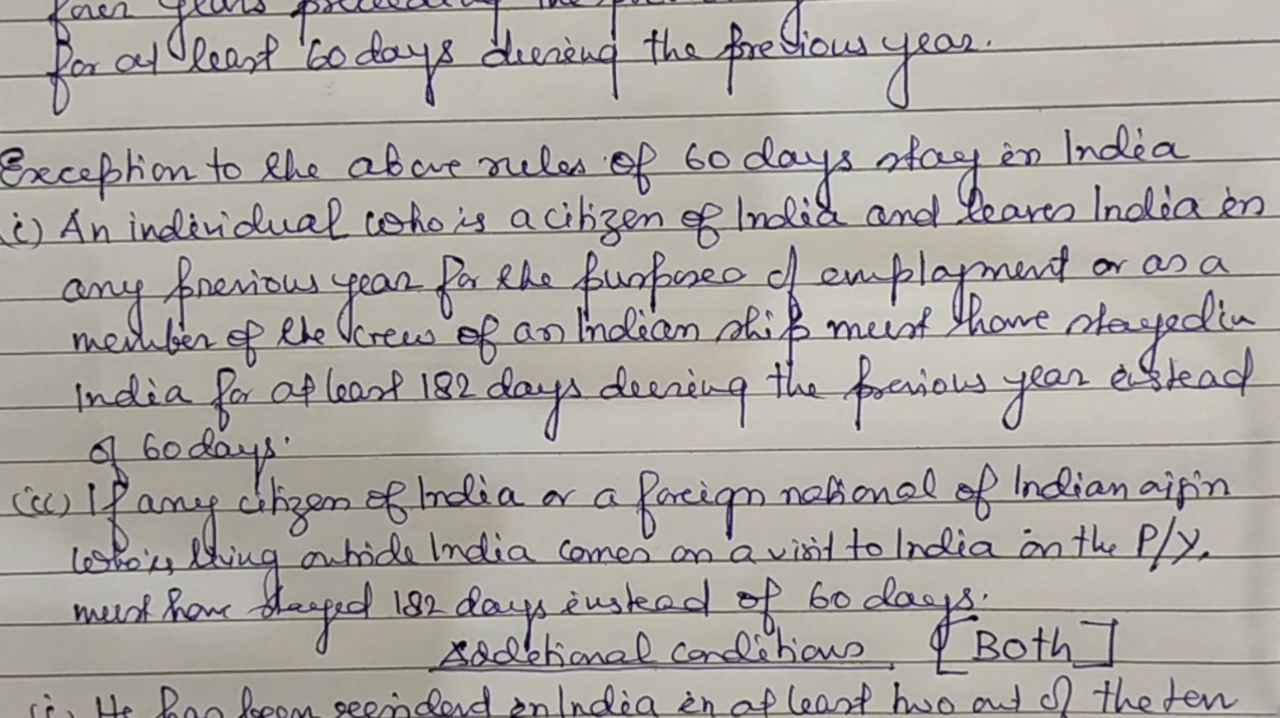 four years preceding the
for at least 60 days during the previous year.
Exception to the above rules of 60 days stay in India
i) An individual who is a citizen of India and leaves India in
any previous year for the purposes of employment or as a
member of the crew of an Indian ship must have stayed in
India for at least 182 days during the previous year instead
of 60 days.
(ii) If any citizen of India or a foreign national of Indian
who is living outside India comes on a visit to India in the P/Y.
must have stayed 182 days instead of 60 days.
Additional conditions [Both]
i. He has been resident in India in at least two out of the ten